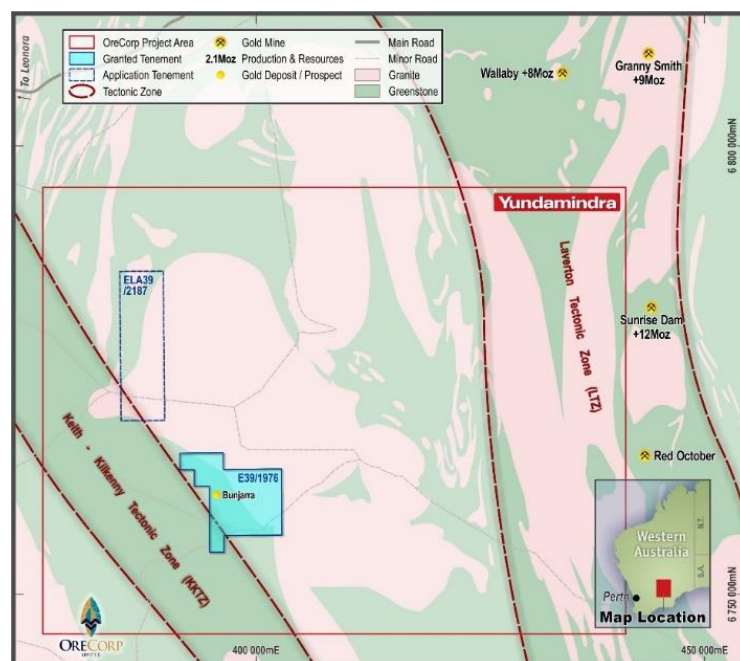 OreCorp Project Area
Granted Tenement
Application Tenement
Tectonic Zone
Gold Mine
2.1Moz Production & Resources
Gold Deposit / Prospect
Main Road
Minor Road
Granite
Greenstone
To Leonora
Wallaby +8Moz
Granny Smith
+9Moz
6 800 000mN
Yundamindra
ELA39
/2187
Laverton Tectonic Zone (LTZ)
Sunrise Dam
+12Moz
Keith - Kilkenny Tectonic Zone (KKTZ)
E39/1976
Bunjarra
Red October
Western
Australia
N.T.
S.A.
Perth
Map Location
6 750 000mN
ORECORP
LIMITED
400 000mE
450 000mE